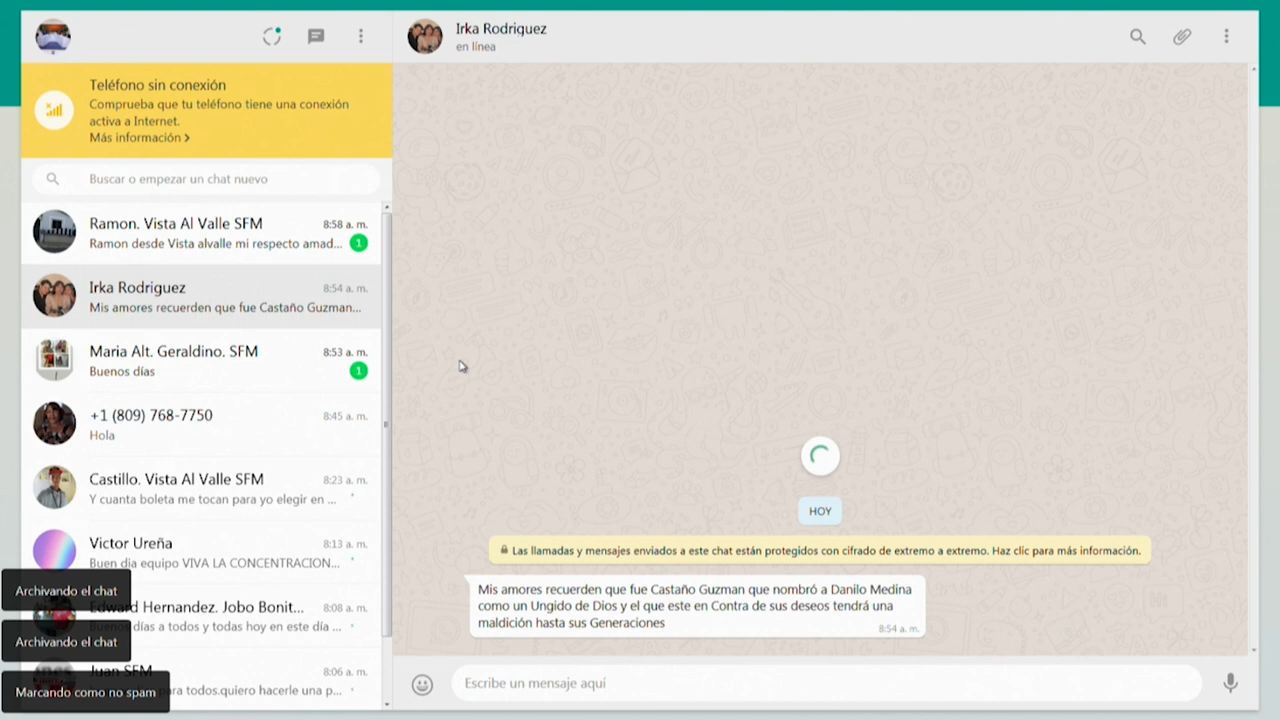 Teléfono sin conexión
Comprueba que tu teléfono tiene una conexión
activa a Internet.
Más información >
Buscar o empezar un chat nuevo
Ramon. Vista Al Valle SFM 8:58 a. m.
Ramon desde Vista alvalle mi respecto amad... 1
Irka Rodriguez 8:54 a. m.
Mis amores recuerden que fue Castaño Guzman...
Maria Alt. Geraldino. SFM 8:53 a. m.
Buenos días 1
+1 (809) 768-7750 8:45 a. m.
Hola
Castillo. Vista Al Valle SFM 8:23 a. m.
Y cuanta boleta me tocan para yo elegir en ...
Victor Ureña 8:13 a. m.
Buen dia equipo VIVA LA CONCENTRACION...
Archivando el chat
Edward Hernandez. Jobo Bonit... 8:08 a. m.
días a todos y todas hoy en este día ...
Archivando el chat
Juan SFM 8:06 a. m.
para todos.quiero hacerle una p...
Marcando como no spam
Irka Rodriguez
en línea
HOY
Las llamadas y mensajes enviados a este chat están protegidos con cifrado de extremo a extremo. Haz clic para más información.
Mis amores recuerden que fue Castaño Guzman que nombró a Danilo Medina
como un Ungido de Dios y el que este en Contra de sus deseos tendrá una
maldición hasta sus Generaciones
8:54 a. m.
Escribe un mensaje aquí